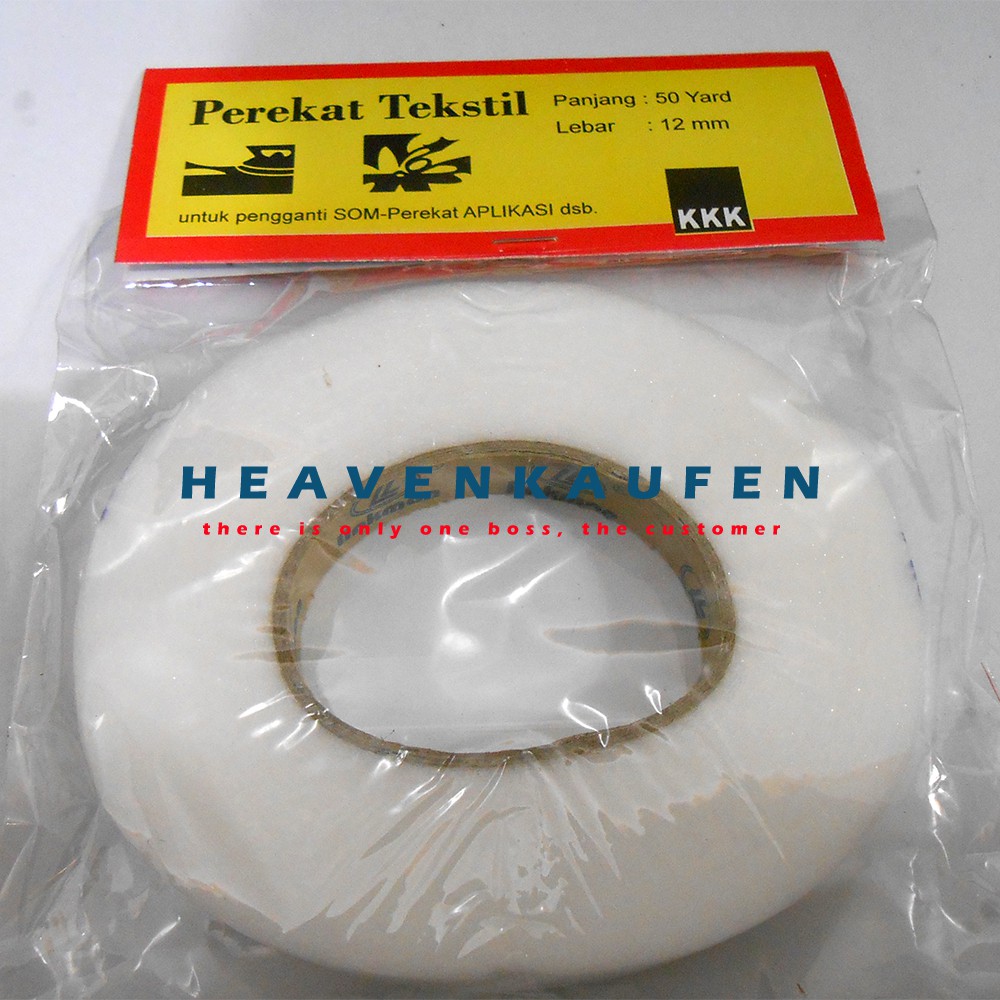 Perekat Tekstil
Panjang : 50 Yard
Lebar : 12 mm
untuk pengganti SOM-Perekat APLIKASI dsb.
KKK
HEAVENKAUFEN
there is only one boss, the customer